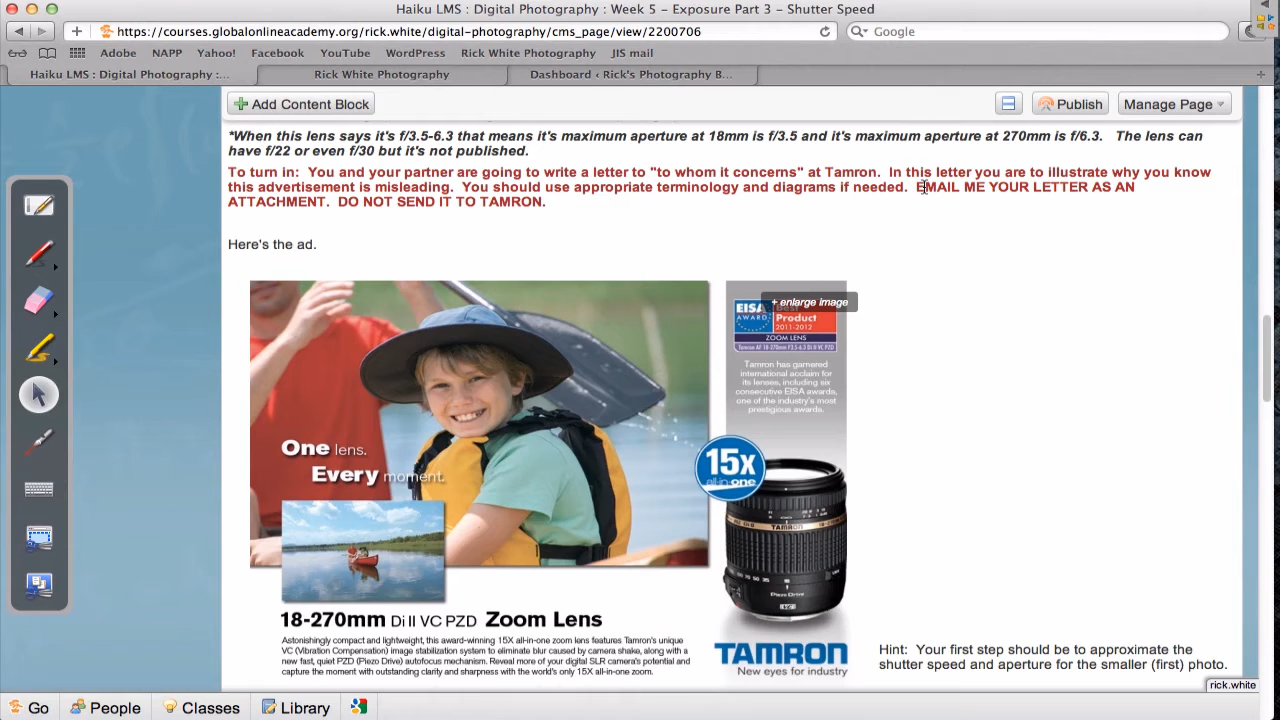 Haiku LMS : Digital Photography : Week 5 – Exposure Part 3 – Shutter Speed
https://courses.globalonlineacademy.org/rick.white/digital-photography/cms_page/view/2200706
Google
Adobe NAPP Yahoo! Facebook YouTube WordPress Rick White Photography JIS mail
Haiku LMS : Digital Photography :... Rick White Photography Dashboard ‹ Rick's Photography B...
Add Content Block Publish Manage Page
*When this lens says it's f/3.5-6.3 that means it's maximum aperture at 18mm is f/3.5 and it's maximum aperture at 270mm is f/6.3. The lens can
have f/22 or even f/30 but it's not published.
To turn in: You and your partner are going to write a letter to "to whom it concerns" at Tamron. In this letter you are to illustrate why you know
this advertisement is misleading. You should use appropriate terminology and diagrams if needed. EMAIL ME YOUR LETTER AS AN
ATTACHMENT. DO NOT SEND IT TO TAMRON.
Here's the ad.
+ enlarge image
EISA
AWARD
Product
2011-2012
ZOOM LENS
Tamron AF 18-270mm F3.5-6.3 Di II VC PZD
Tamron has garnered
international acclaim for
its lenses, including six
consecutive EISA awards,
one of the industry's most
prestigious awards.
One lens.
Every moment.
15x
all-in-one
TAMRON
Piezo Drive
18-270mm Di II VC PZD Zoom Lens
Astonishingly compact and lightweight, this award-winning 15X all-in-one zoom lens features Tamron's unique
VC (Vibration Compensation) image stabilization system to eliminate blur caused by camera shake, along with a
new fast, quiet PZD (Piezo Drive) autofocus mechanism. Reveal more of your digital SLR camera's potential and
capture the moment with outstanding clarity and sharpness with the world's only 15X all-in-one zoom.
TAMRON
New eyes for industry
Hint: Your first step should be to approximate the
shutter speed and aperture for the smaller (first) photo.
rick.white
Go People Classes Library